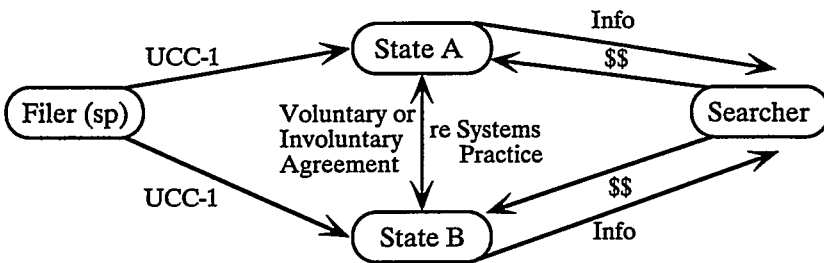 Info
UCC-1
State A
$$
Filer (sp)
Voluntary or
Involuntary
Agreement
re Systems
Practice
Searcher
UCC-1
$$
State B
Info